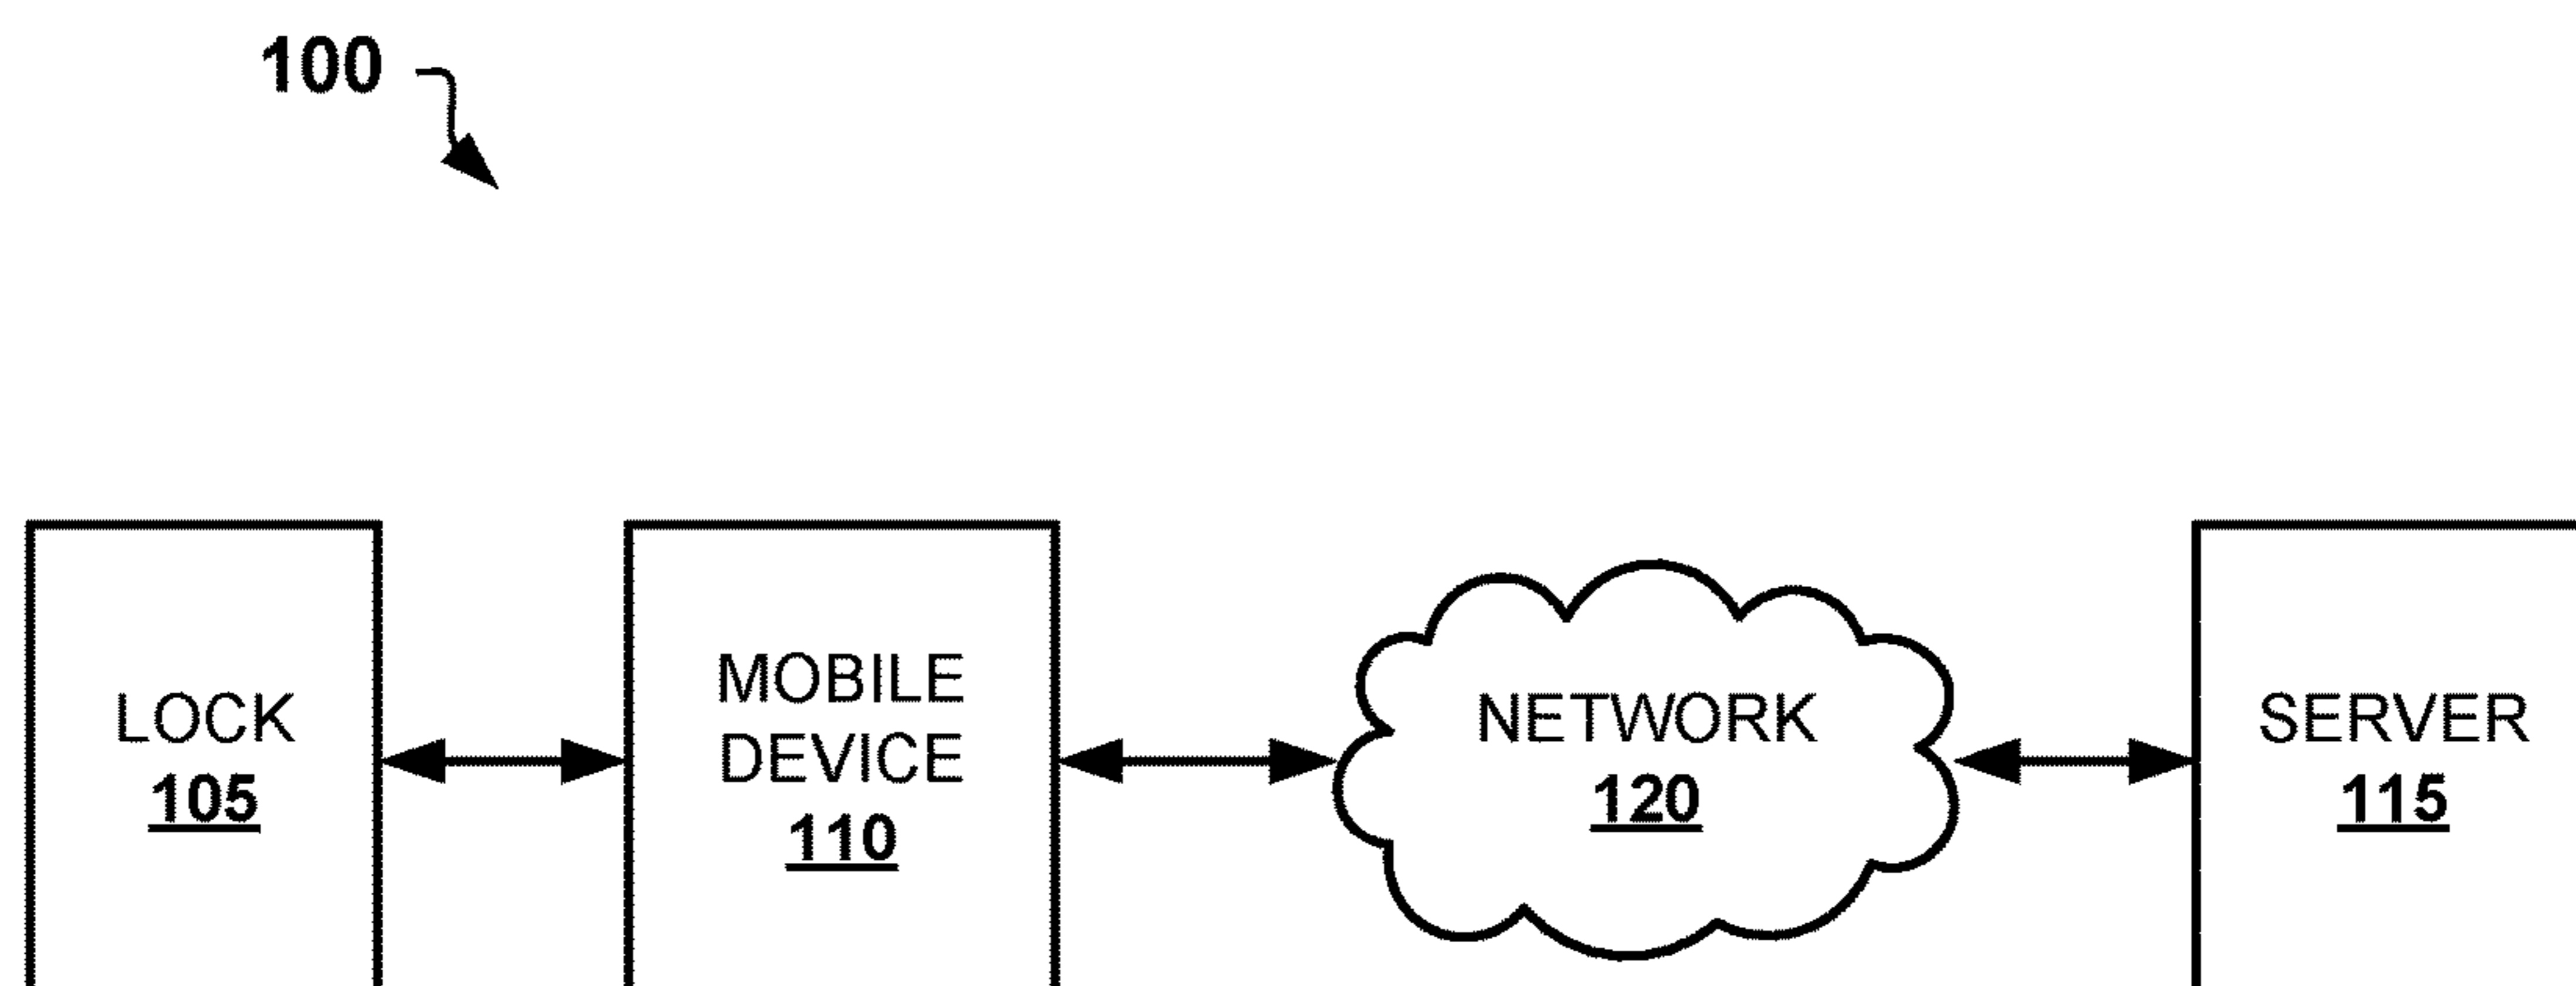 100
LOCK
105
MOBILE
DEVICE
110
NETWORK
120
SERVER
115